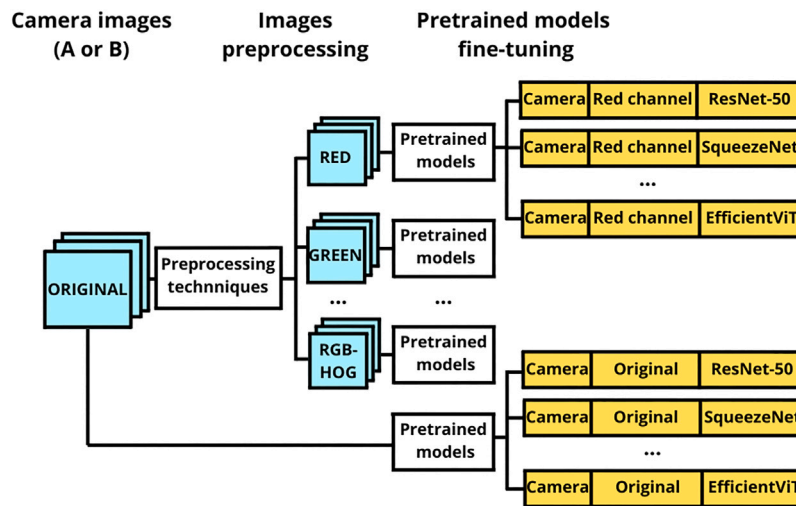 Camera images
(A or B)
Images
preprocessing
Pretrained models
fine-tuning
ORIGINAL
Preprocessing
technniques
RED
GREEN
...
RGB-
HOG
Pretrained
models
Pretrained
models
...
Pretrained
models
Pretrained
models
Camera Red channel ResNet-50
Camera Red channel SqueezeNet
...
Camera Red channel EfficientViT
Camera Original ResNet-50
Camera Original SqueezeNet
...
Camera Original EfficientViT